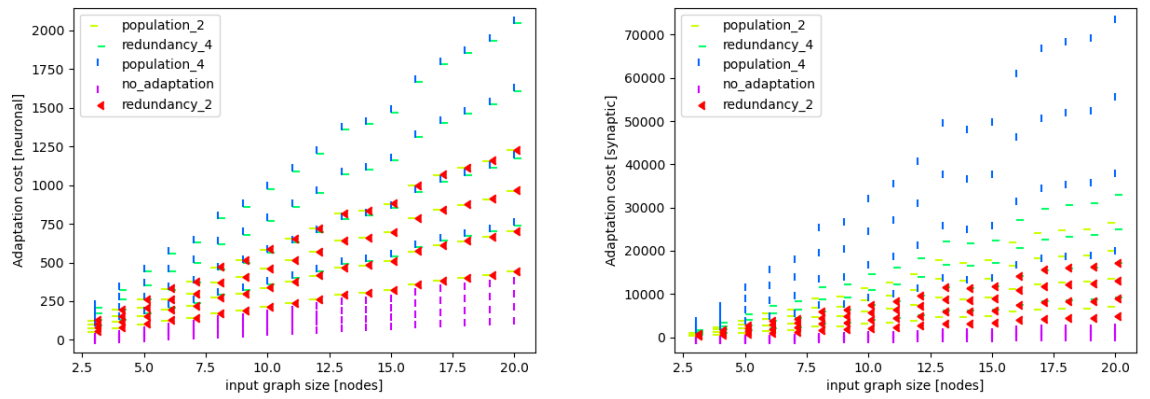 population_2
redundancy_4
population_4
no_adaptation
redundancy_2
Adaptation cost [neuronal]
2000
1750
1500
1250
1000
750
500
250
0
2.5 5.0 7.5 10.0 12.5 15.0 17.5 20.0
input graph size [nodes]
population_2
redundancy_4
population_4
no_adaptation
redundancy_2
Adaptation cost [synaptic]
70000
60000
50000
40000
30000
20000
10000
0
2.5 5.0 7.5 10.0 12.5 15.0 17.5 20.0
input graph size [nodes]